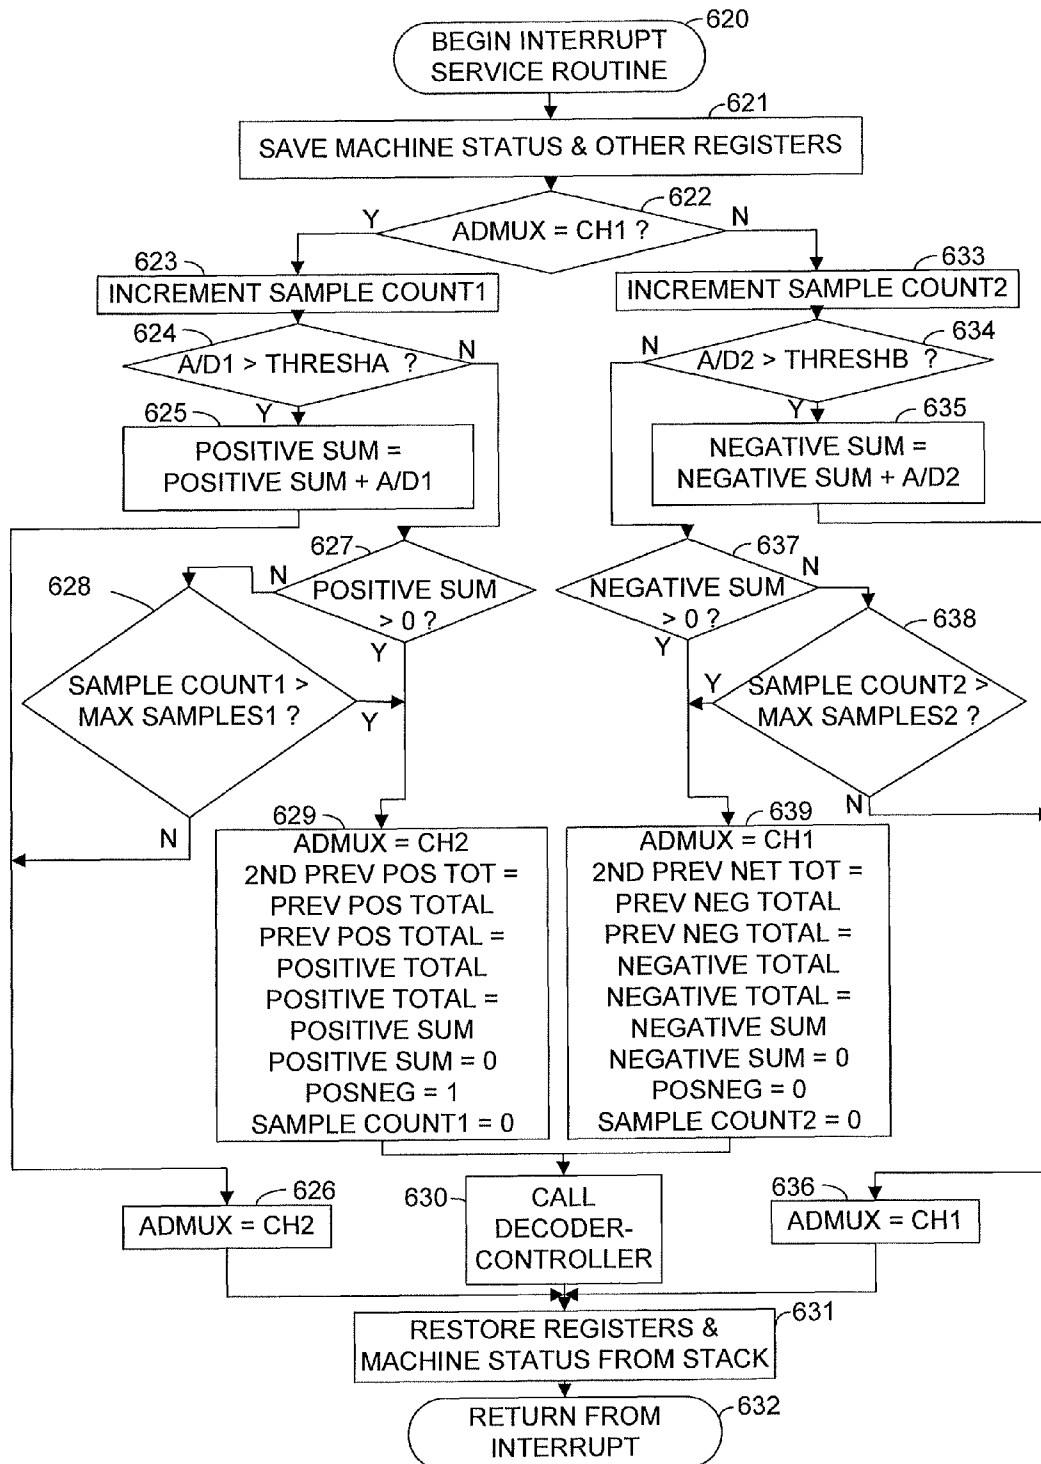 620
BEGIN INTERRUPT
SERVICE ROUTINE
621
SAVE MACHINE STATUS & OTHER REGISTERS
622
Y
ADMUX = CH1 ?
N
623
INCREMENT SAMPLE COUNT1
633
INCREMENT SAMPLE COUNT2
624
A/D1 > THRESHA ?
N
634
N
A/D2 > THRESHB ?
Y
625
POSITIVE SUM =
POSITIVE SUM + A/D1
Y
635
NEGATIVE SUM =
NEGATIVE SUM + A/D2
627
N
POSITIVE SUM
> 0 ?
Y
637
NEGATIVE SUM
> 0 ?
N
Y
628
SAMPLE COUNT1 >
MAX SAMPLES1 ?
Y
N
638
Y
SAMPLE COUNT2 >
MAX SAMPLES2 ?
N
629
ADMUX = CH2
2ND PREV POS TOT =
PREV POS TOTAL
PREV POS TOTAL =
POSITIVE TOTAL
POSITIVE TOTAL =
POSITIVE SUM
POSITIVE SUM = 0
POSNEG = 1
SAMPLE COUNT1 = 0
639
ADMUX = CH1
2ND PREV NET TOT =
PREV NEG TOTAL
PREV NEG TOTAL =
NEGATIVE TOTAL
NEGATIVE TOTAL =
NEGATIVE SUM
NEGATIVE SUM = 0
POSNEG = 0
SAMPLE COUNT2 = 0
626
ADMUX = CH2
630
CALL
DECODER-
CONTROLLER
636
ADMUX = CH1
631
RESTORE REGISTERS &
MACHINE STATUS FROM STACK
632
RETURN FROM
INTERRUPT